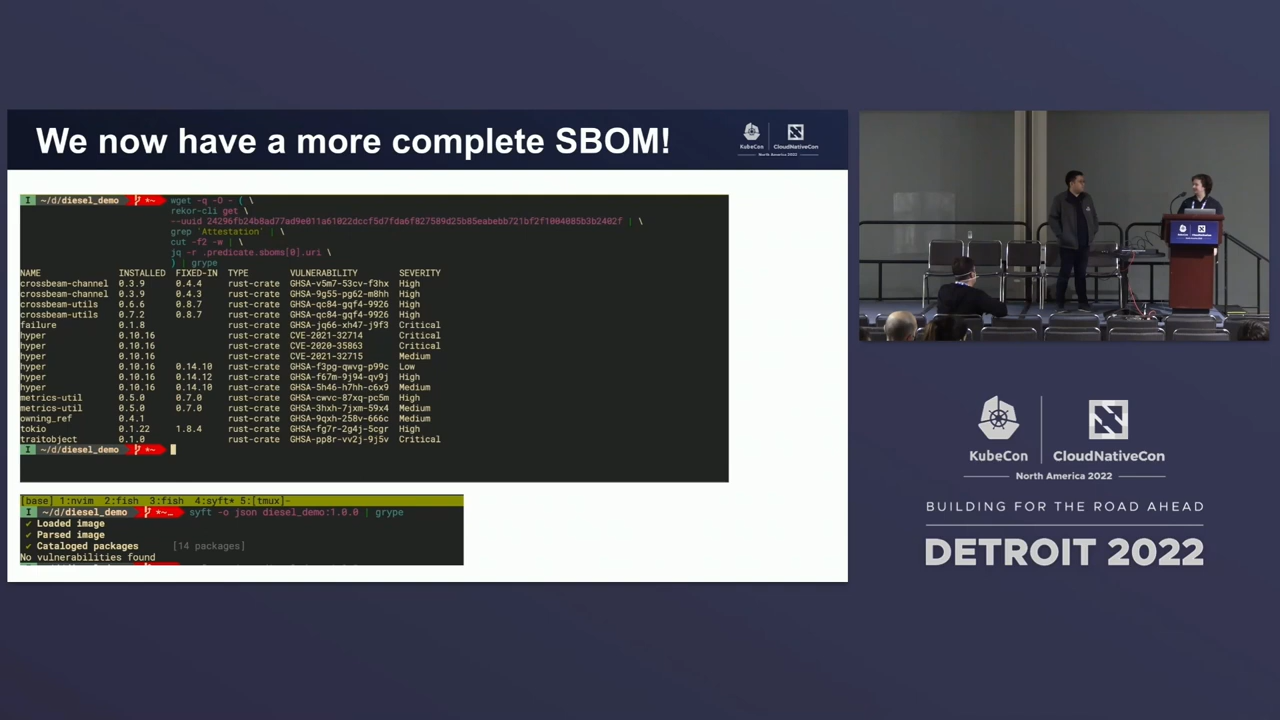 We now have a more complete SBOM!
KubeCon
CloudNativeCon
North America 2022
I ~/d/diesel_demo *~ wget -q -O - ( \
rekor-cli get \
--uuid 24296fb24b8ad77ad9e011a61022dccf5d7fda6f827589d25b85eabebb721bf2f1004085b3b2402f | \
grep 'Attestation' | \
cut -f2 -w | \
jq -r .predicate.sboms[0].uri \
) | grype
NAME INSTALLED FIXED-IN TYPE VULNERABILITY SEVERITY
crossbeam-channel 0.3.9 0.4.4 rust-crate GHSA-v5m7-53cv-f3hx High
crossbeam-channel 0.3.9 0.4.3 rust-crate GHSA-9g55-pg62-m8hh High
crossbeam-utils 0.6.6 0.8.7 rust-crate GHSA-qc84-gqf4-9926 High
crossbeam-utils 0.7.2 0.8.7 rust-crate GHSA-qc84-gqf4-9926 High
failure 0.1.8 rust-crate GHSA-jq66-xh47-j9f3 Critical
hyper 0.10.16 rust-crate CVE-2021-32714 Critical
hyper 0.10.16 rust-crate CVE-2020-35863 Critical
hyper 0.10.16 rust-crate CVE-2021-32715 Medium
hyper 0.10.16 0.14.10 rust-crate GHSA-f3pg-qwvg-p99c Low
hyper 0.10.16 0.14.12 rust-crate GHSA-f67m-9j94-qv9j High
hyper 0.10.16 0.14.10 rust-crate GHSA-5h46-h7hh-c6x9 Medium
metrics-util 0.5.0 0.7.0 rust-crate GHSA-cwvc-87xq-pc5m High
metrics-util 0.5.0 0.7.0 rust-crate GHSA-3hxh-7jxm-59x4 Medium
owning_ref 0.4.1 rust-crate GHSA-9qxh-258v-666c Medium
tokio 0.1.22 1.8.4 rust-crate GHSA-fg7r-2g4j-5cgr High
traitobject 0.1.0 rust-crate GHSA-pp8r-vv2j-9j5v Critical
I ~/d/diesel_demo *~
[base] 1:nvim 2:fish 3:fish 4:syft* 5:[tmux]-
I ~/d/diesel_demo *~… syft -o json diesel_demo:1.0.0 | grype
✓ Loaded image
✓ Parsed image
✓ Cataloged packages [14 packages]
No vulnerabilities found
KubeCon
CloudNativeCon
North America 2022
BUILDING FOR THE ROAD AHEAD
DETROIT 2022